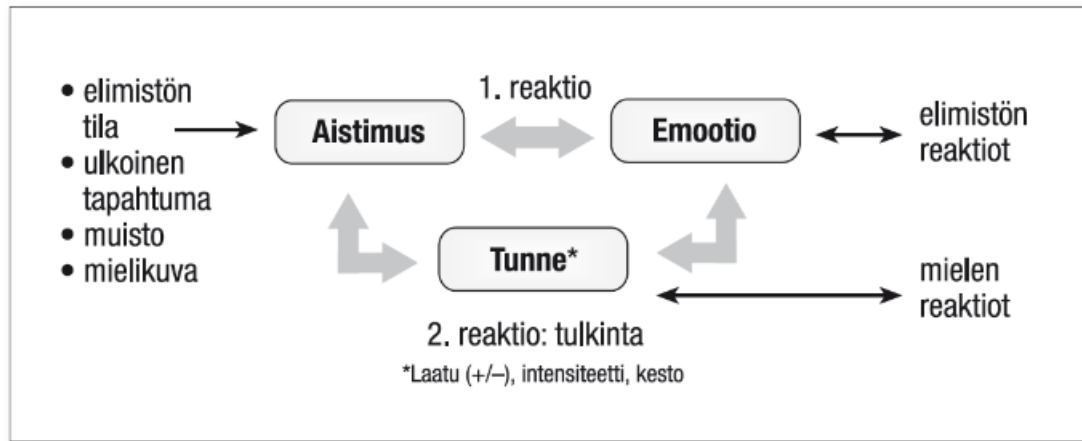 • elimistön
tila
• ulkoinen
tapahtuma
• muisto
• mielikuva
Aistimus
1. reaktio
Emootio
elimistön
reaktiot
Tunne*
mielen
reaktiot
2. reaktio: tulkinta
*Laatu (+/–), intensiteetti, kesto